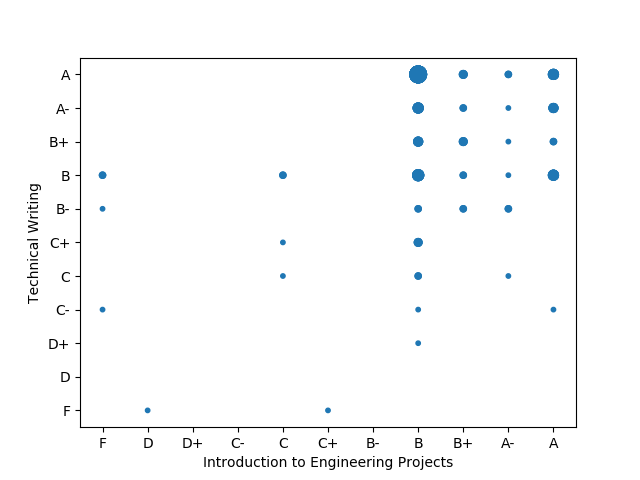 A
A-
B+
B
B-
C+
C
C-
D+
D
F
Technical Writing
F D D+ C- C C+ B- B B+ A- A
Introduction to Engineering Projects